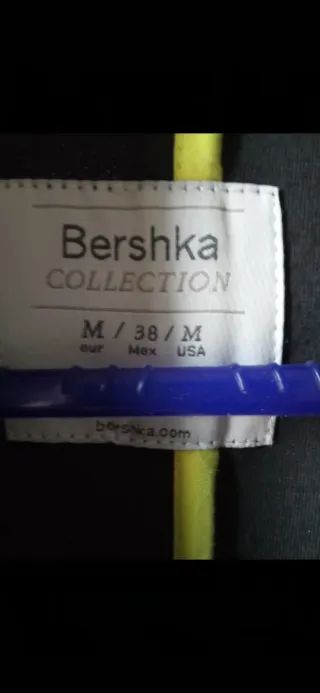 Bershka
COLLECTION
M / 38 / M
eur Mex USA
bershka.com